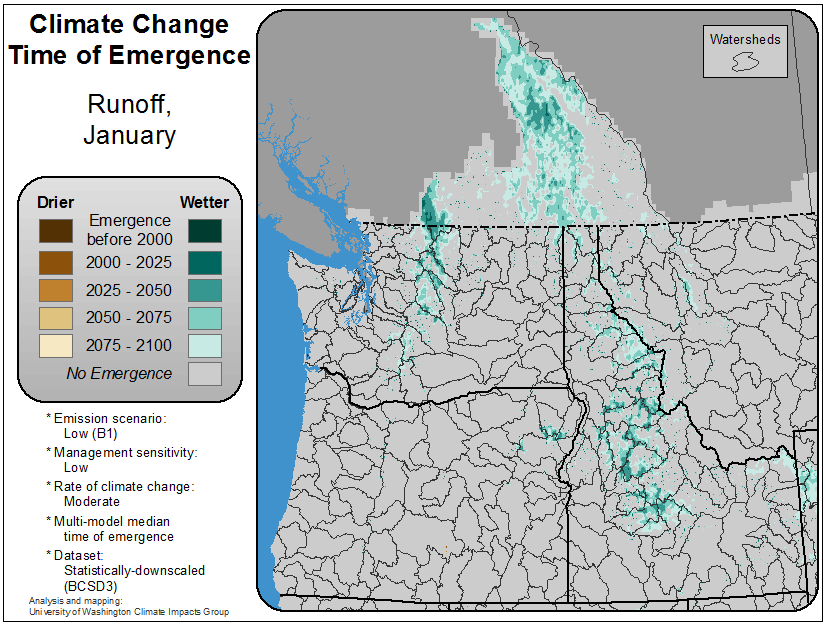 Climate Change
Time of Emergence
Runoff,
January
Drier
Wetter
Emergence
before 2000
2000 - 2025
2025 - 2050
2050 - 2075
2075 - 2100
No Emergence
* Emission scenario:
Low (B1)
* Management sensitivity:
Low
* Rate of climate change:
Moderate
* Multi-model median
time of emergence
* Dataset:
Statistically-downscaled
(BCSD3)
Analysis and mapping:
University of Washington Climate Impacts Group
Watersheds